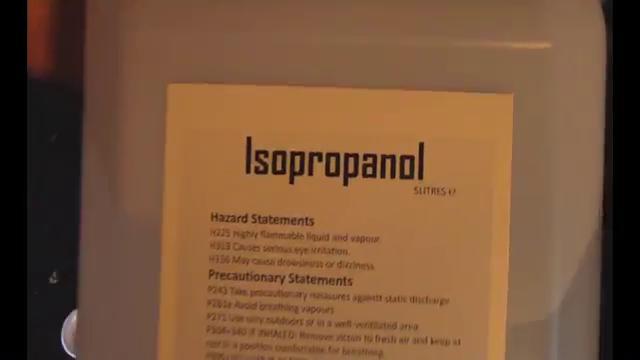 Isopropanol
5LITRES
Hazard Statements
H225 Highly flammable liquid and vapour.
H319 Causes serious eye irritation.
H336 May cause drowsiness or dizziness
Precautionary Statements
P243 Take precautionary measures against static discharge
P261a Avoid breathing vapours
P271 Use only outdoors or in a well-ventilated area
P304+340 IF INHALED: Remove victim to fresh air and keep at
rest in a position comfortable for breathing